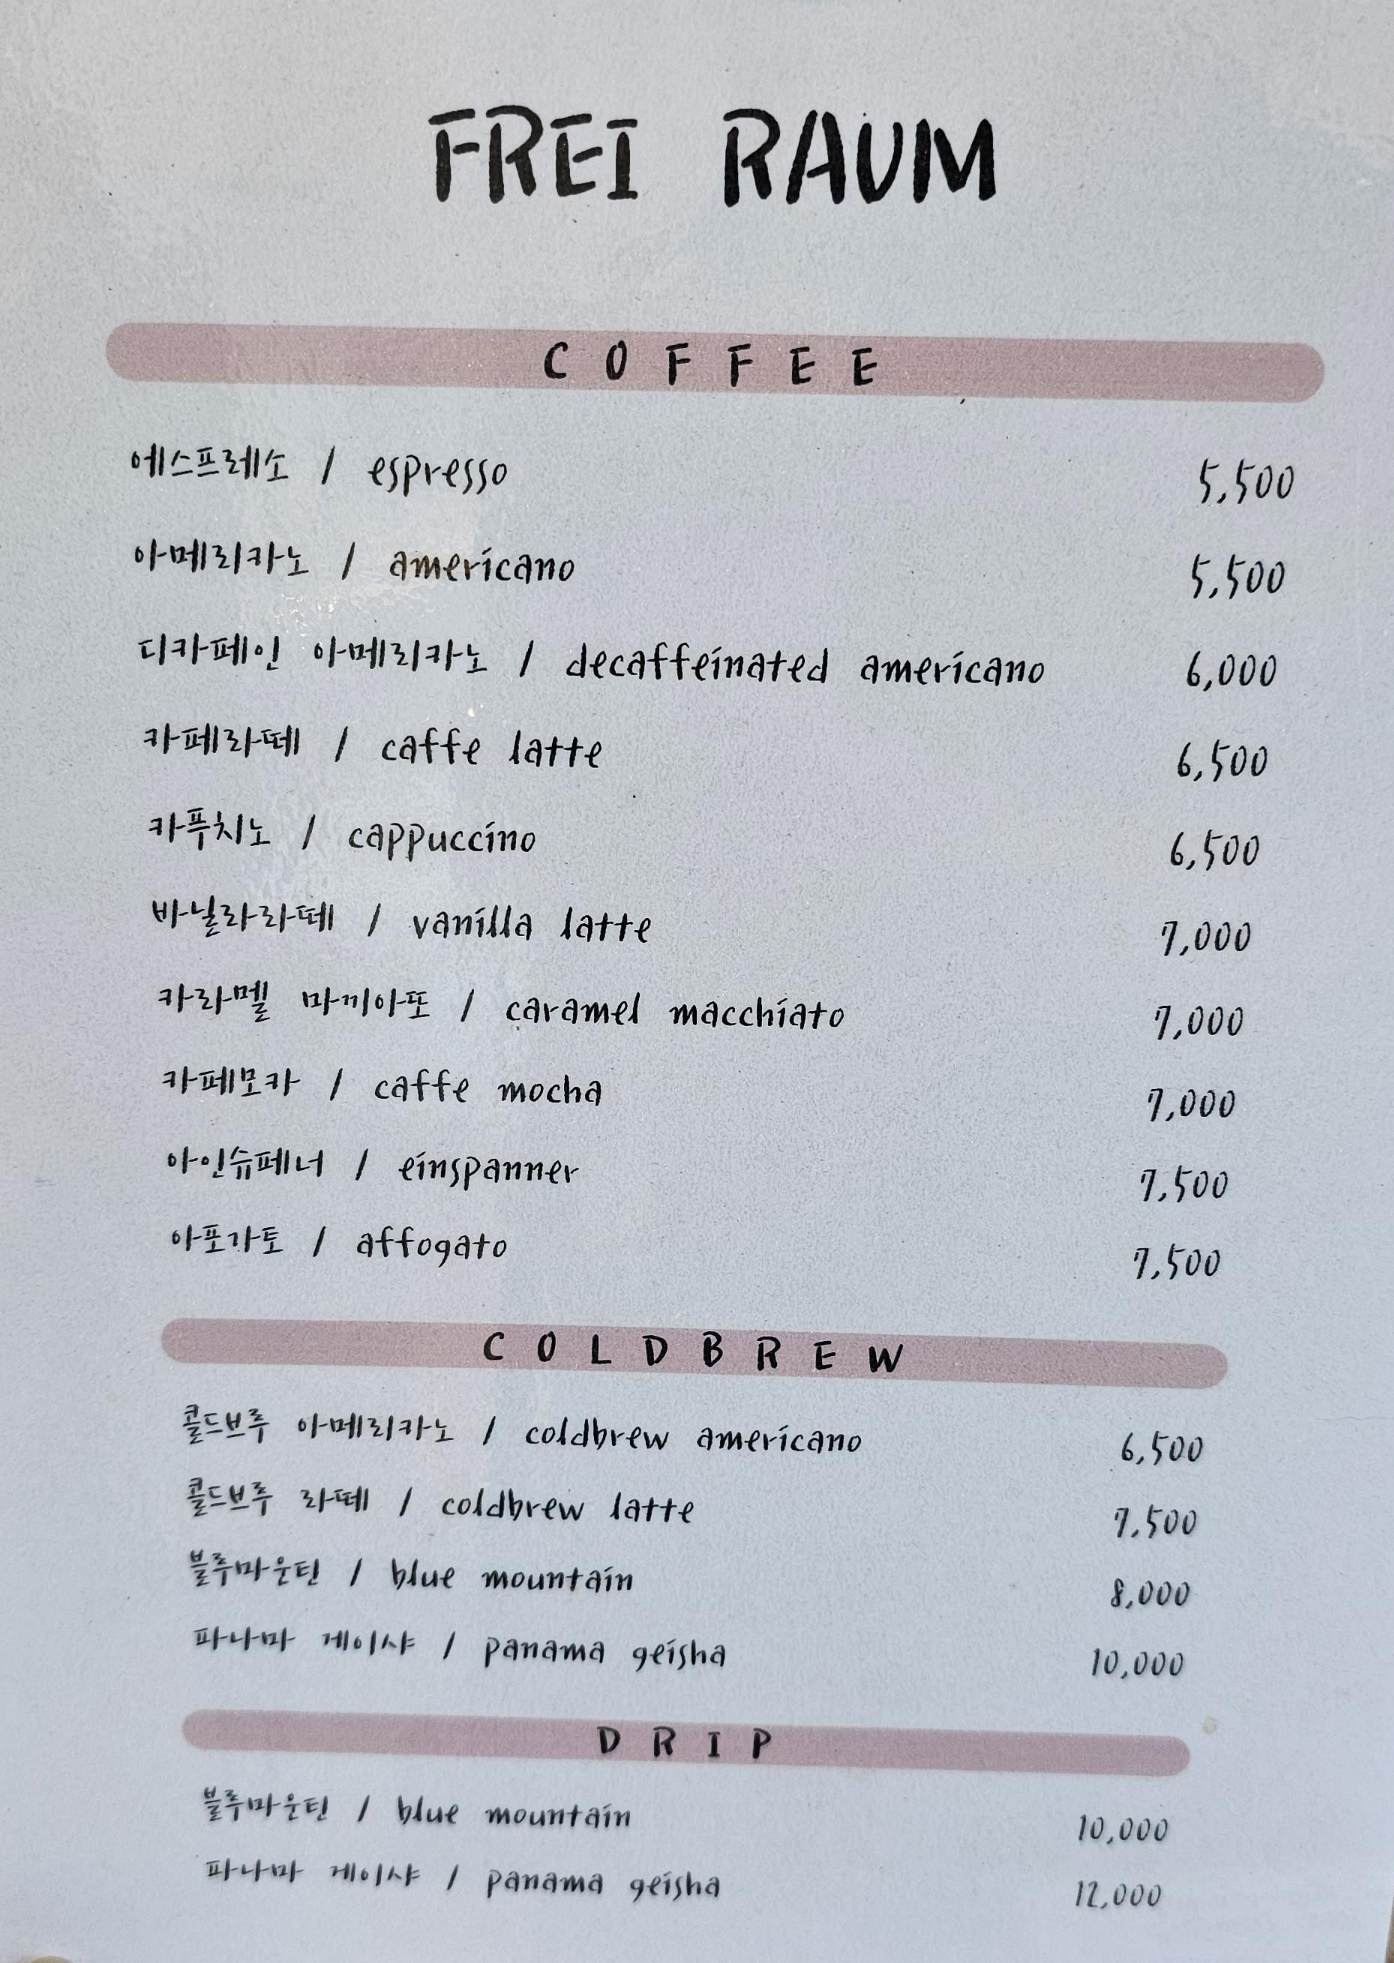 FREI RAUM
COFFEE
에스프레소 / espresso 5,500
아메리카노 / americano 5,500
디카페인 아메리카노 / decaffeinated americano 6,000
카페라떼 / caffe latte 6,500
카푸치노 / cappuccino 6,500
바닐라라떼 / vanilla latte 7,000
카라멜 마끼아또 / caramel macchiato 7,000
카페모카 / caffe mocha 7,000
아인슈페너 / einspanner 7,500
아포가토 / affogato 7,500
COLDBREW
콜드브루 아메리카노 / coldbrew americano 6,500
콜드브루 라떼 / coldbrew latte 7,500
블루마운틴 / blue mountain 8,000
파나마 게이샤 / panama geisha 10,000
DRIP
블루마운틴 / blue mountain 10,000
파나마 게이샤 / panama geisha 12,000